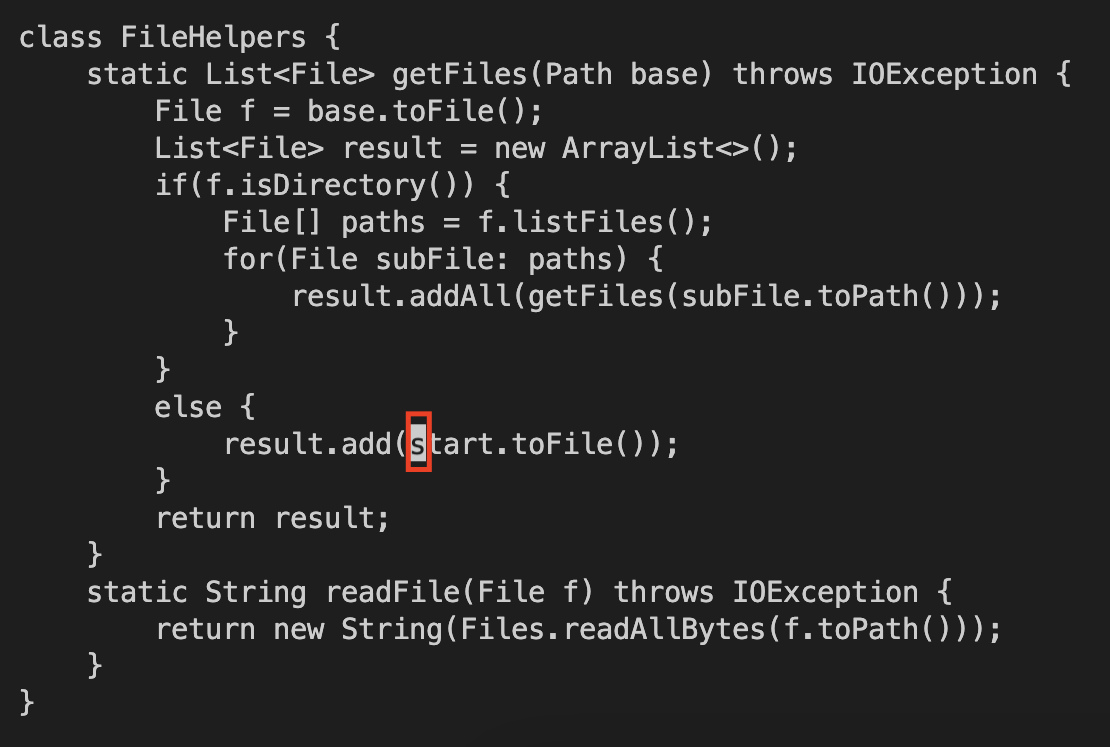 class FileHelpers {
    static List<File> getFiles(Path base) throws IOException {
        File f = base.toFile();
        List<File> result = new ArrayList<>();
        if(f.isDirectory()) {
            File[] paths = f.listFiles();
            for(File subFile: paths) {
                result.addAll(getFiles(subFile.toPath()));
            }
        }
        else {
            result.add(start.toFile());
        }
        return result;
    }
    static String readFile(File f) throws IOException {
        return new String(Files.readAllBytes(f.toPath()));
    }
}